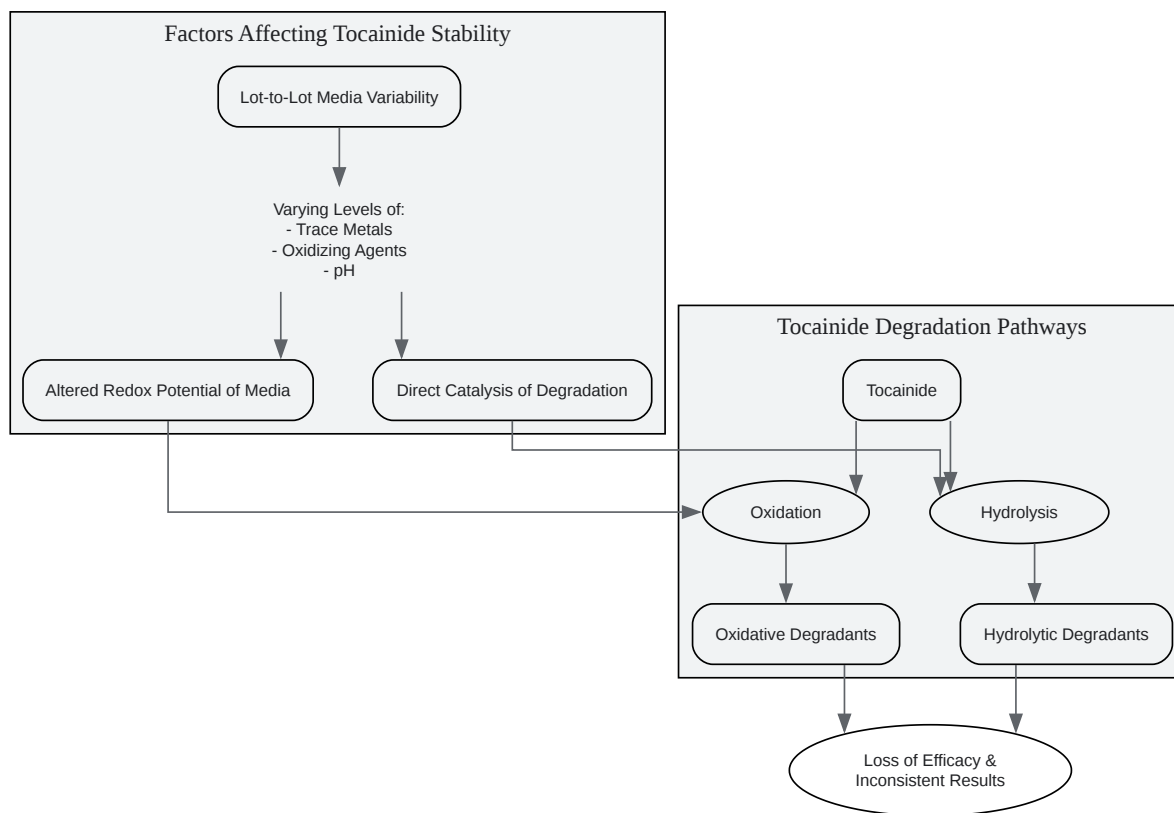 Factors Affecting Tocainide Stability
Lot-to-Lot Media Variability
Varying Levels of:
- Trace Metals
- Oxidizing Agents
- pH
Altered Redox Potential of Media
Direct Catalysis of Degradation
Tocainide Degradation Pathways
Tocainide
Oxidation
Hydrolysis
Oxidative Degradants
Hydrolytic Degradants
Loss of Efficacy &
Inconsistent Results